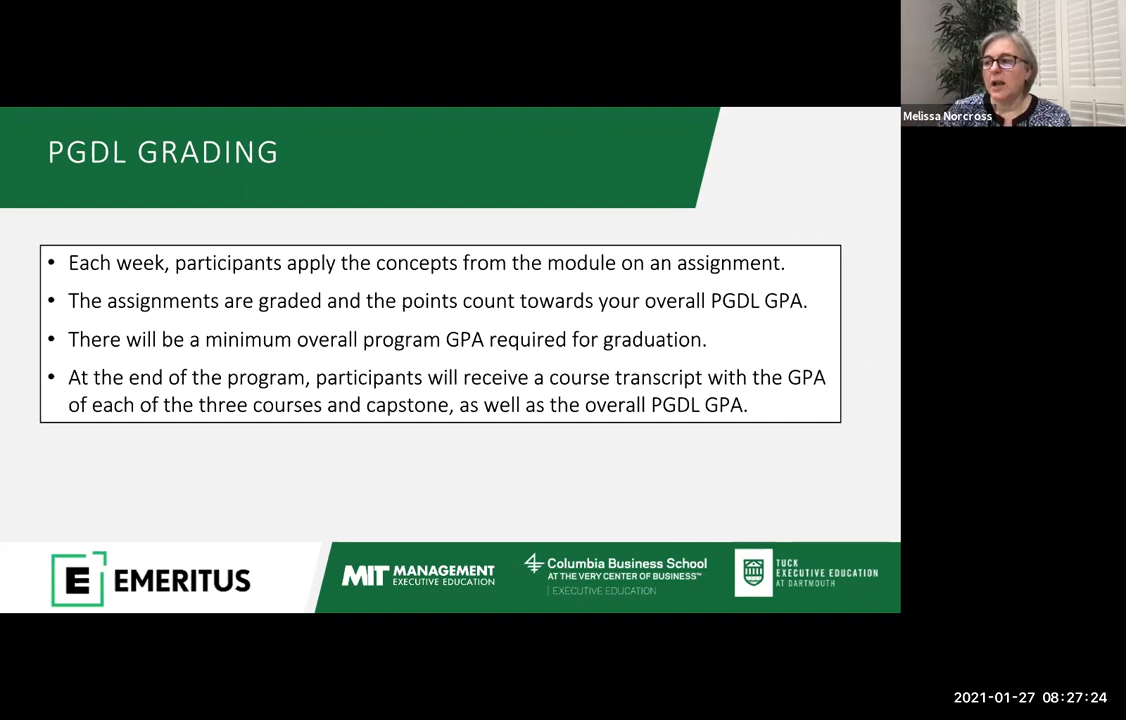 Melissa Norcross
PGDL GRADING
• Each week, participants apply the concepts from the module on an assignment.
• The assignments are graded and the points count towards your overall PGDL GPA.
• There will be a minimum overall program GPA required for graduation.
• At the end of the program, participants will receive a course transcript with the GPA
of each of the three courses and capstone, as well as the overall PGDL GPA.
E EMERITUS
MIT MANAGEMENT
EXECUTIVE EDUCATION
Columbia Business School
AT THE VERY CENTER OF BUSINESS™
EXECUTIVE EDUCATION
TUCK
EXECUTIVE EDUCATION
AT DARTMOUTH
2021-01-27 08:27:24